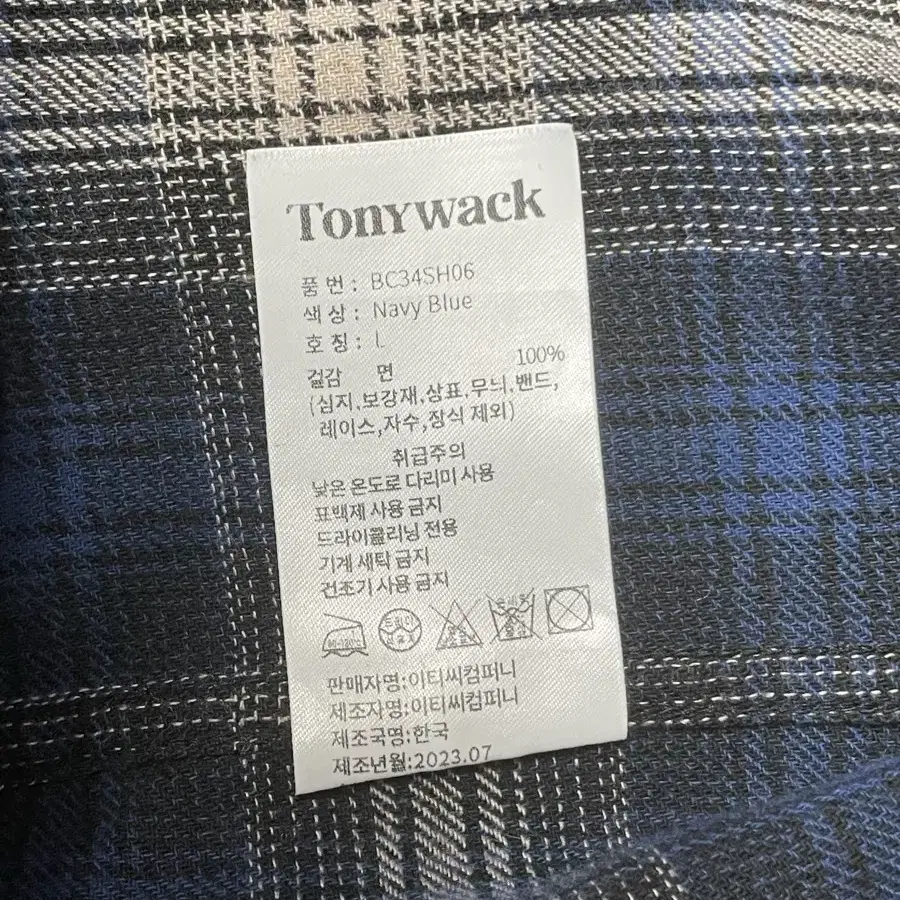 Tonywack
품 번 : BC34SH06
색 상 : Navy Blue
호 칭 : L
겉감 면 100%
(심지,보강재,상표,무늬,밴드,
레이스,자수,장식 제외)
취급주의
낮은 온도로 다리미 사용
표백제 사용 금지
드라이클리닝 전용
기계 세탁 금지
건조기 사용 금지
판매자명:이티씨컴퍼니
제조자명:이티씨컴퍼니
제조국명:한국
제조년월:2023.07